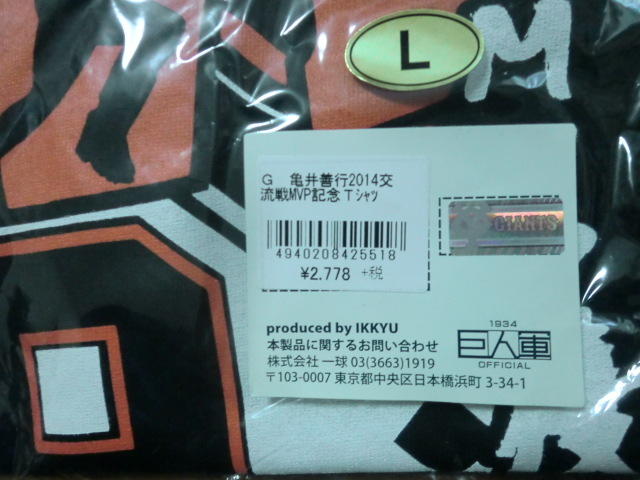 L
M
G 亀井善行2014交
流戦MVP記念Tシャツ
4940208425518
¥2.778 +税
GIANTS
produced by IKKYU
本製品に関するお問い合わせ
株式会社 一球 03(3663)1919
〒103-0007 東京都中央区日本橋浜町 3-34-1
1934
巨人軍
OFFICIAL